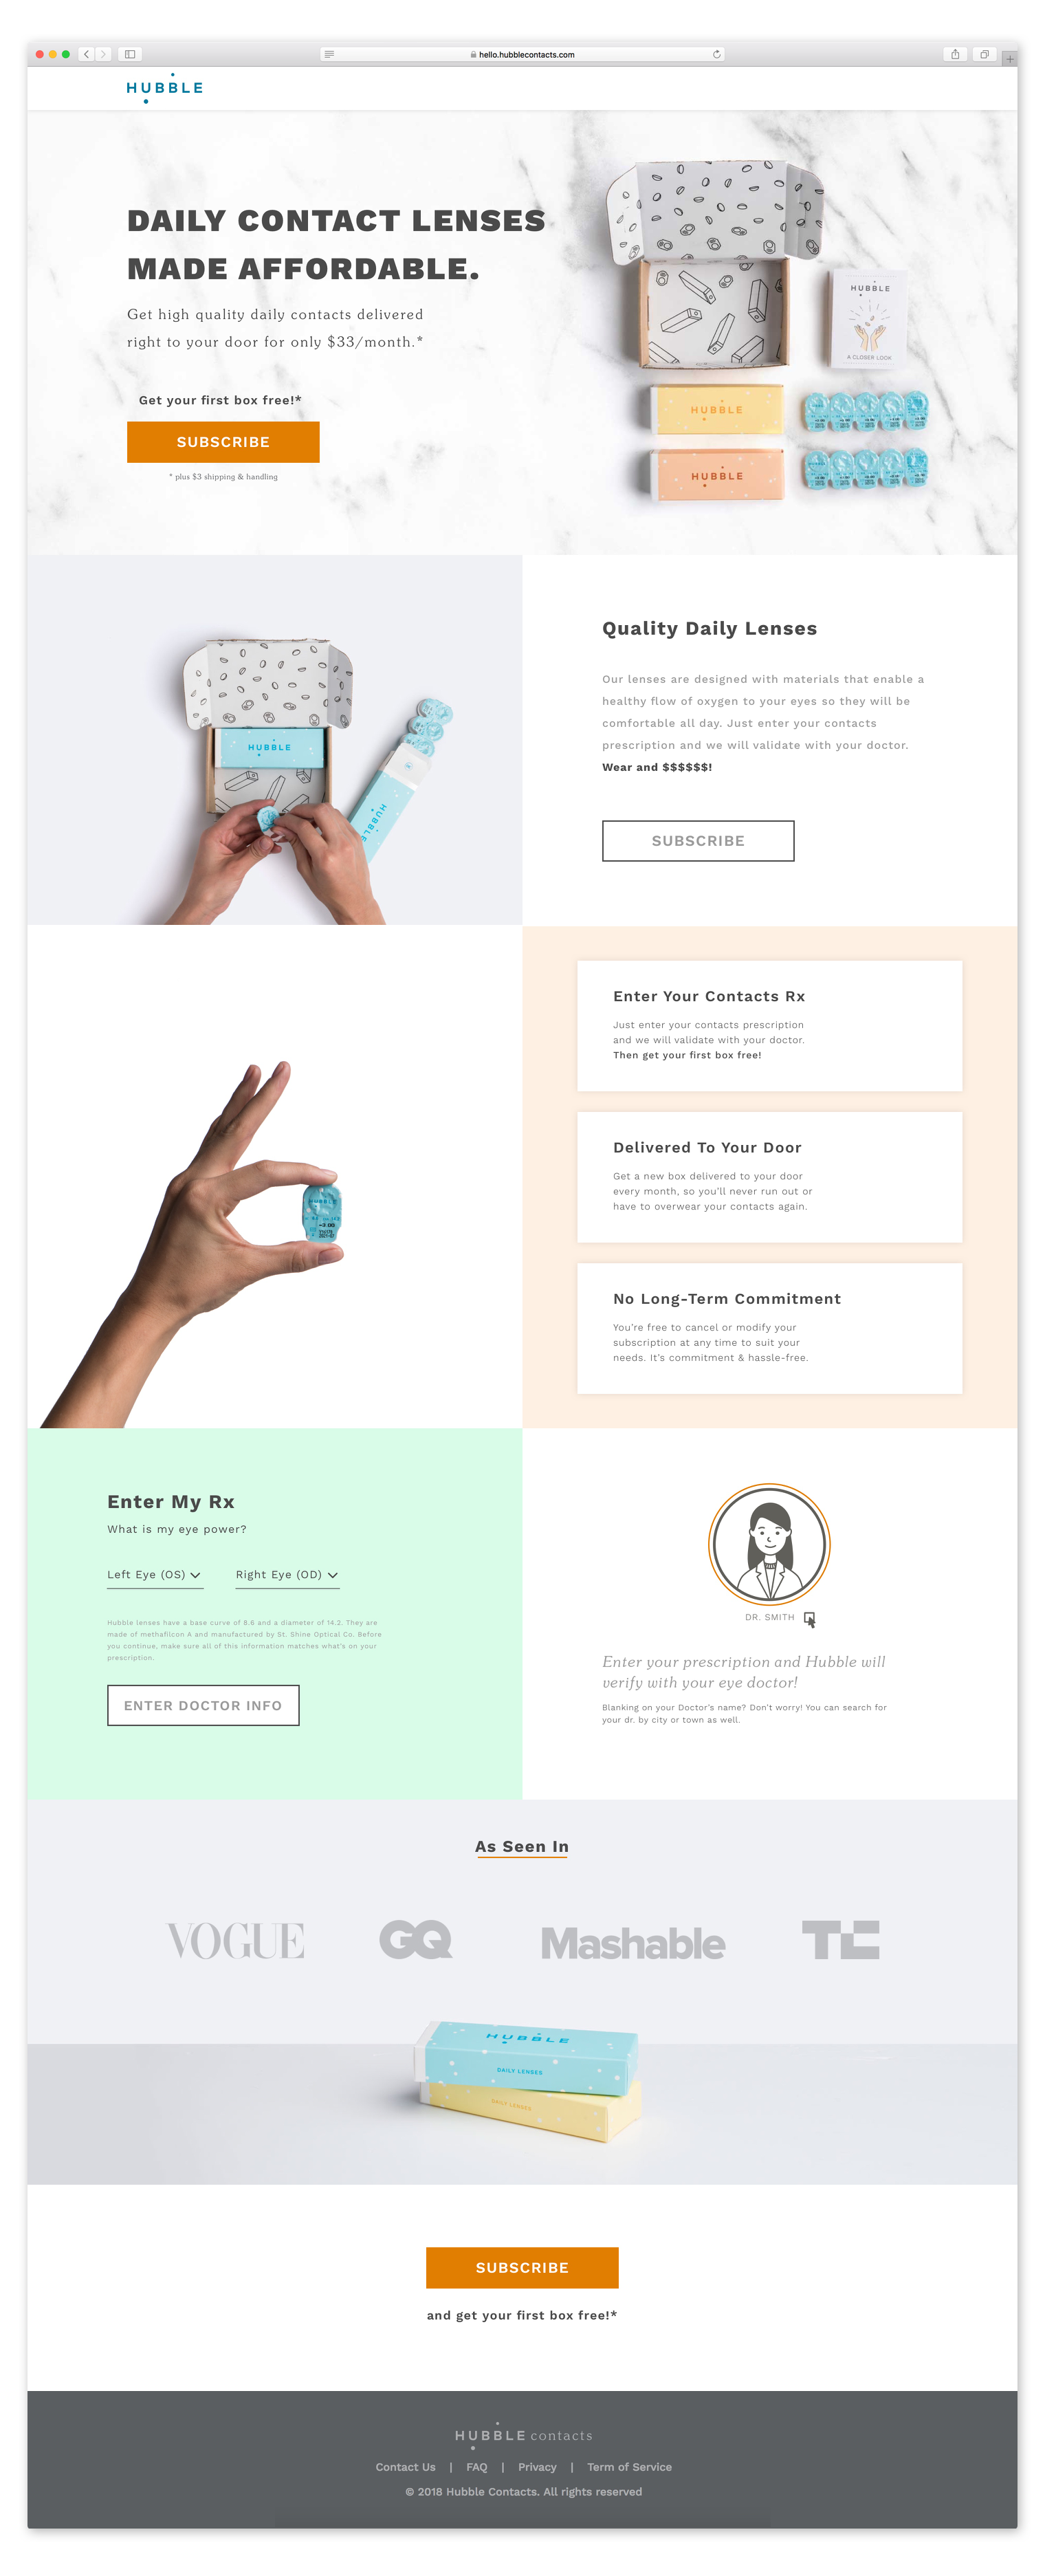 hello.hubblecontacts.com
HUBBLE
DAILY CONTACT LENSES
MADE AFFORDABLE.
Get high quality daily contacts delivered
right to your door for only $33/month.*
Get your first box free!*
SUBSCRIBE
* plus $3 shipping & handling
HUBBLE
A CLOSER LOOK
HUBBLE
HUBBLE
HUBBLE
HUBBLE
Quality Daily Lenses
Our lenses are designed with materials that enable a
healthy flow of oxygen to your eyes so they will be
comfortable all day. Just enter your contacts
prescription and we will validate with your doctor.
Wear and $$$$$$!
SUBSCRIBE
HUBBLE
Enter Your Contacts Rx
Just enter your contacts prescription
and we will validate with your doctor.
Then get your first box free!
Delivered To Your Door
Get a new box delivered to your door
every month, so you'll never run out or
have to overwear your contacts again.
No Long-Term Commitment
You're free to cancel or modify your
subscription at any time to suit your
needs. It's commitment & hassle-free.
Enter My Rx
What is my eye power?
Left Eye (OS)
Right Eye (OD)
Hubble lenses have a base curve of 8.6 and a diameter of 14.2. They are
made of methafilcon A and manufactured by St. Shine Optical Co. Before
you continue, make sure all of this information matches what's on your
prescription.
ENTER DOCTOR INFO
DR. SMITH
Enter your prescription and Hubble will
verify with your eye doctor!
Blanking on your Doctor's name? Don't worry! You can search for
your dr. by city or town as well.
As Seen In
VOGUE
GQ
Mashable
TC
HUBBLE
DAILY LENSES
DAILY LENSES
SUBSCRIBE
and get your first box free!*
HUBBLE contacts
Contact Us | FAQ | Privacy | Term of Service
© 2018 Hubble Contacts. All rights reserved